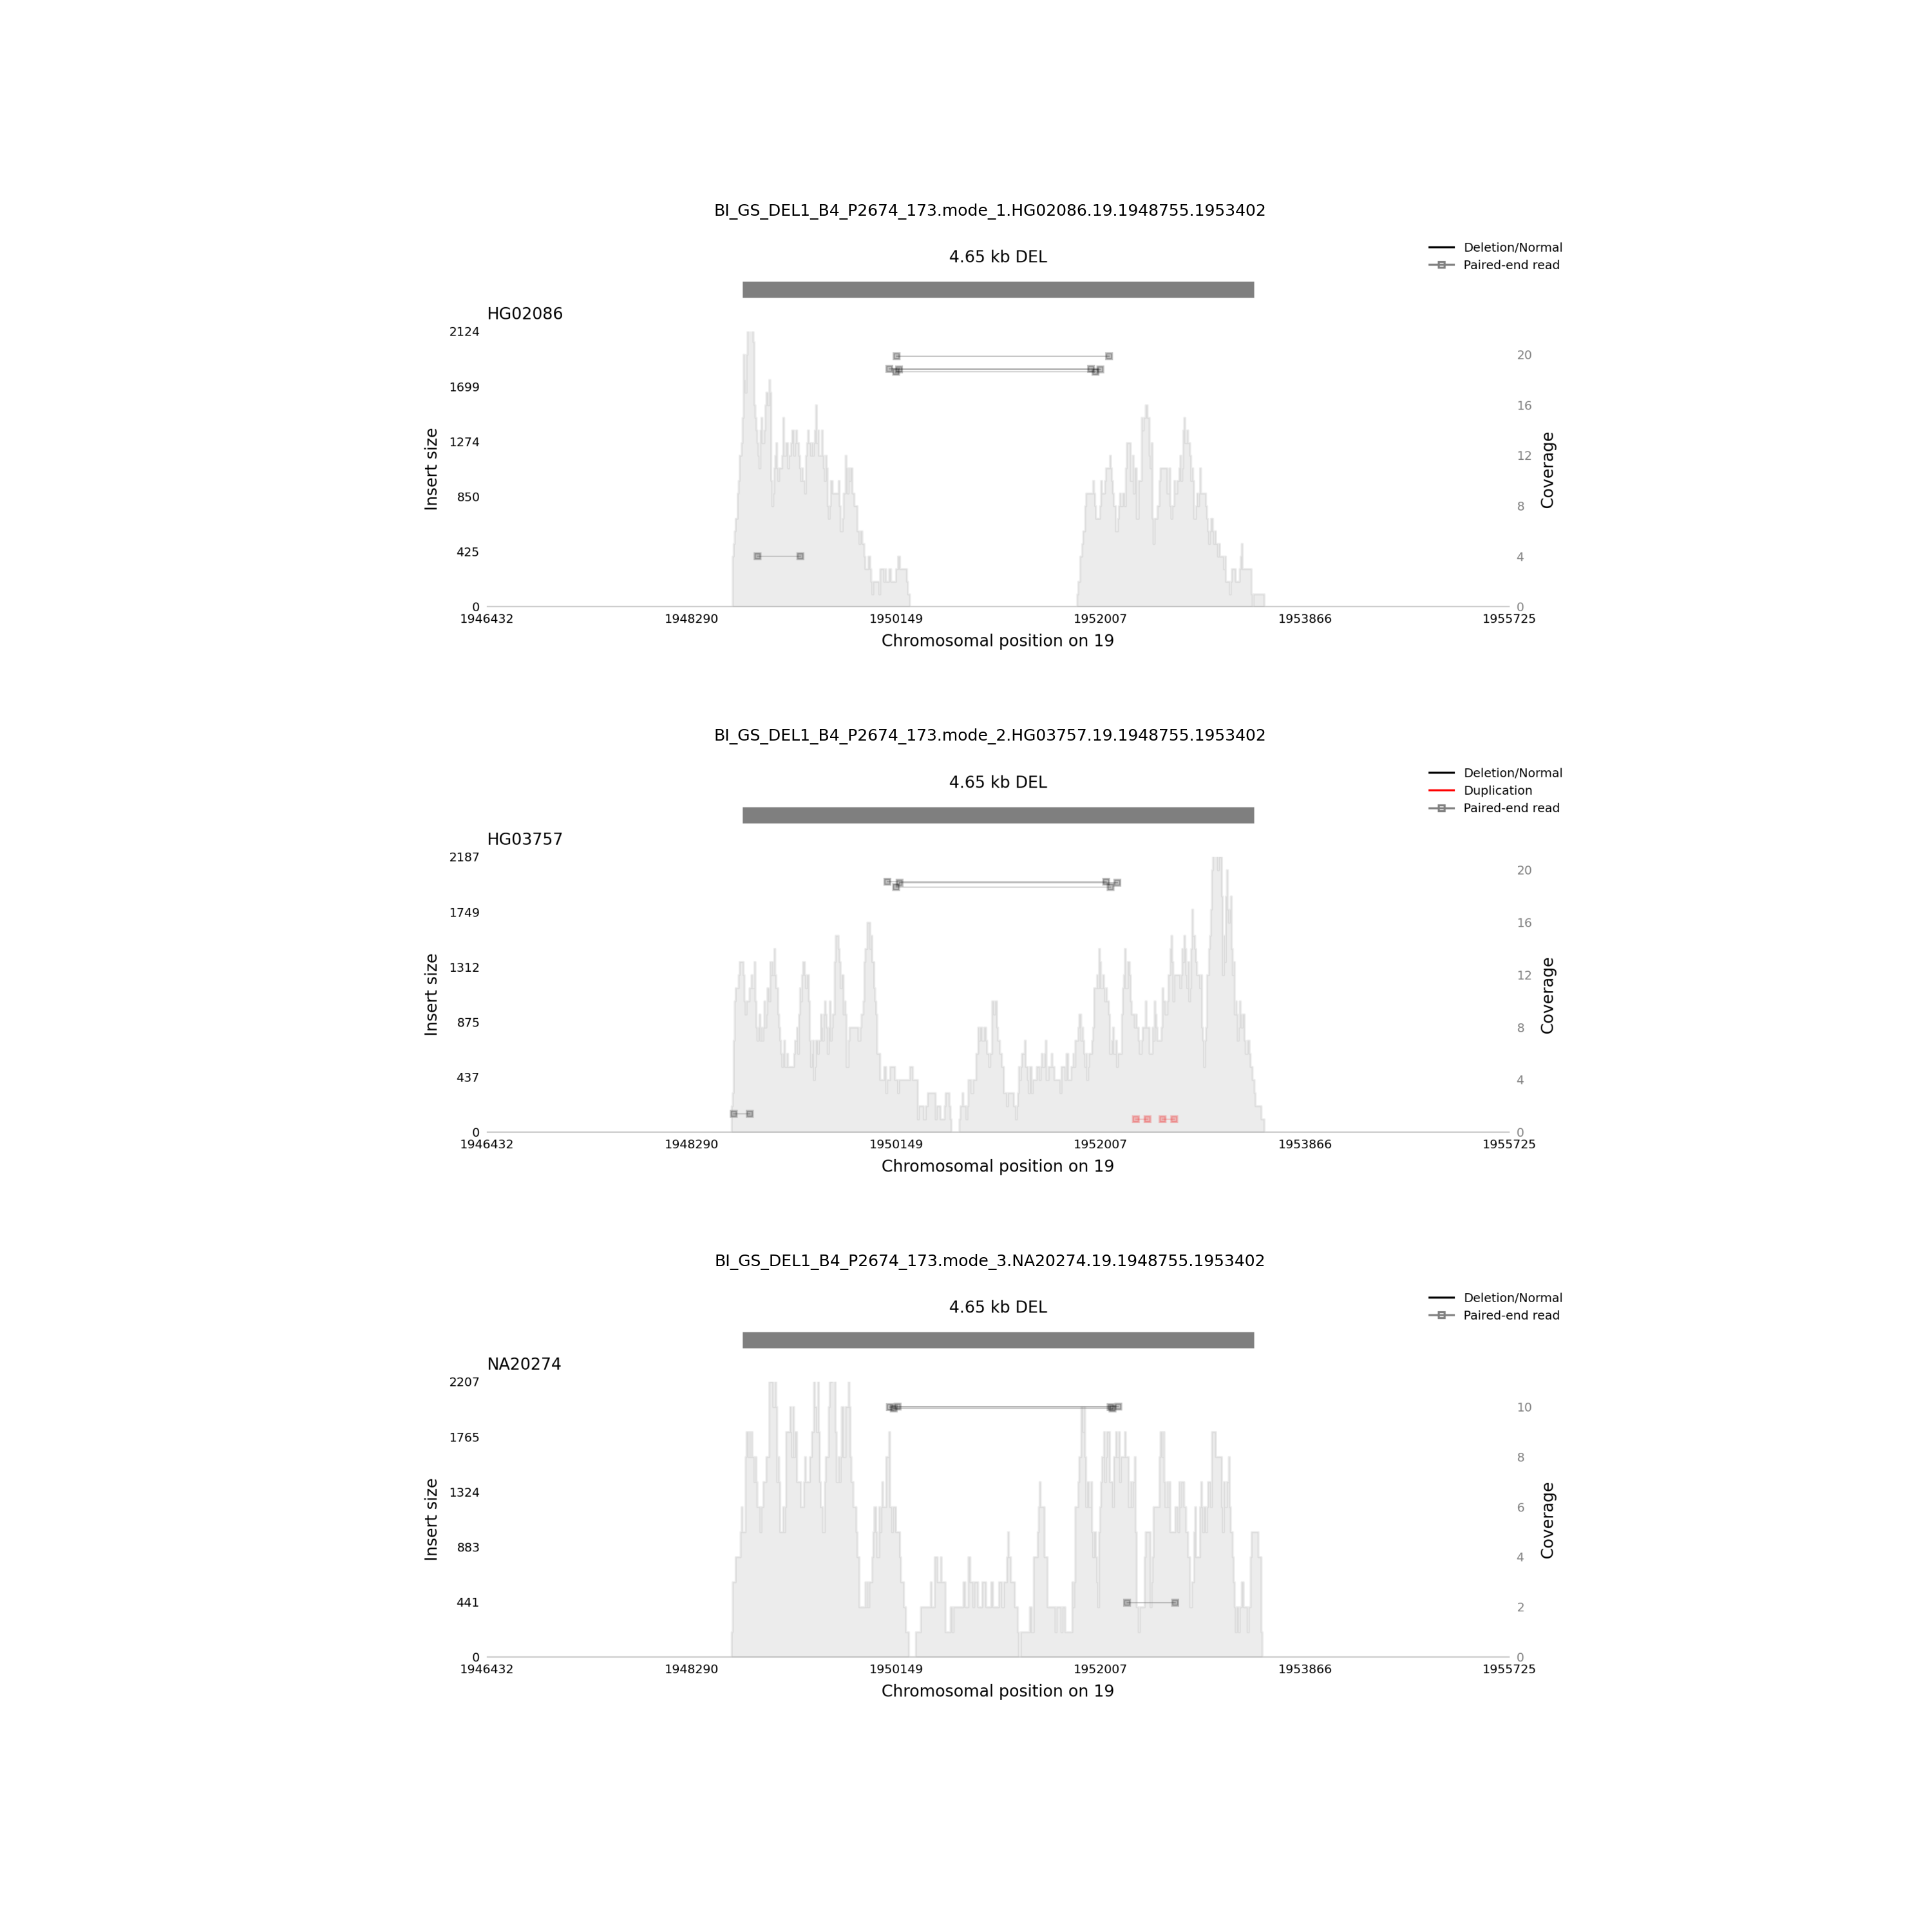 BI_GS_DEL1_B4_P2674_173.mode_1.HG02086.19.1948755.1953402
4.65 kb DEL
Deletion/Normal
Paired-end read
HG02086
2124
1699
1274
850
425
0
Insert size
20
16
12
8
4
0
Coverage
1946432 1948290 1950149 1952007 1953866 1955725
Chromosomal position on 19
BI_GS_DEL1_B4_P2674_173.mode_2.HG03757.19.1948755.1953402
4.65 kb DEL
Deletion/Normal
Duplication
Paired-end read
HG03757
2187
1749
1312
875
437
0
Insert size
20
16
12
8
4
0
Coverage
1946432 1948290 1950149 1952007 1953866 1955725
Chromosomal position on 19
BI_GS_DEL1_B4_P2674_173.mode_3.NA20274.19.1948755.1953402
4.65 kb DEL
Deletion/Normal
Paired-end read
NA20274
2207
1765
1324
883
441
0
Insert size
10
8
6
4
2
0
Coverage
1946432 1948290 1950149 1952007 1953866 1955725
Chromosomal position on 19